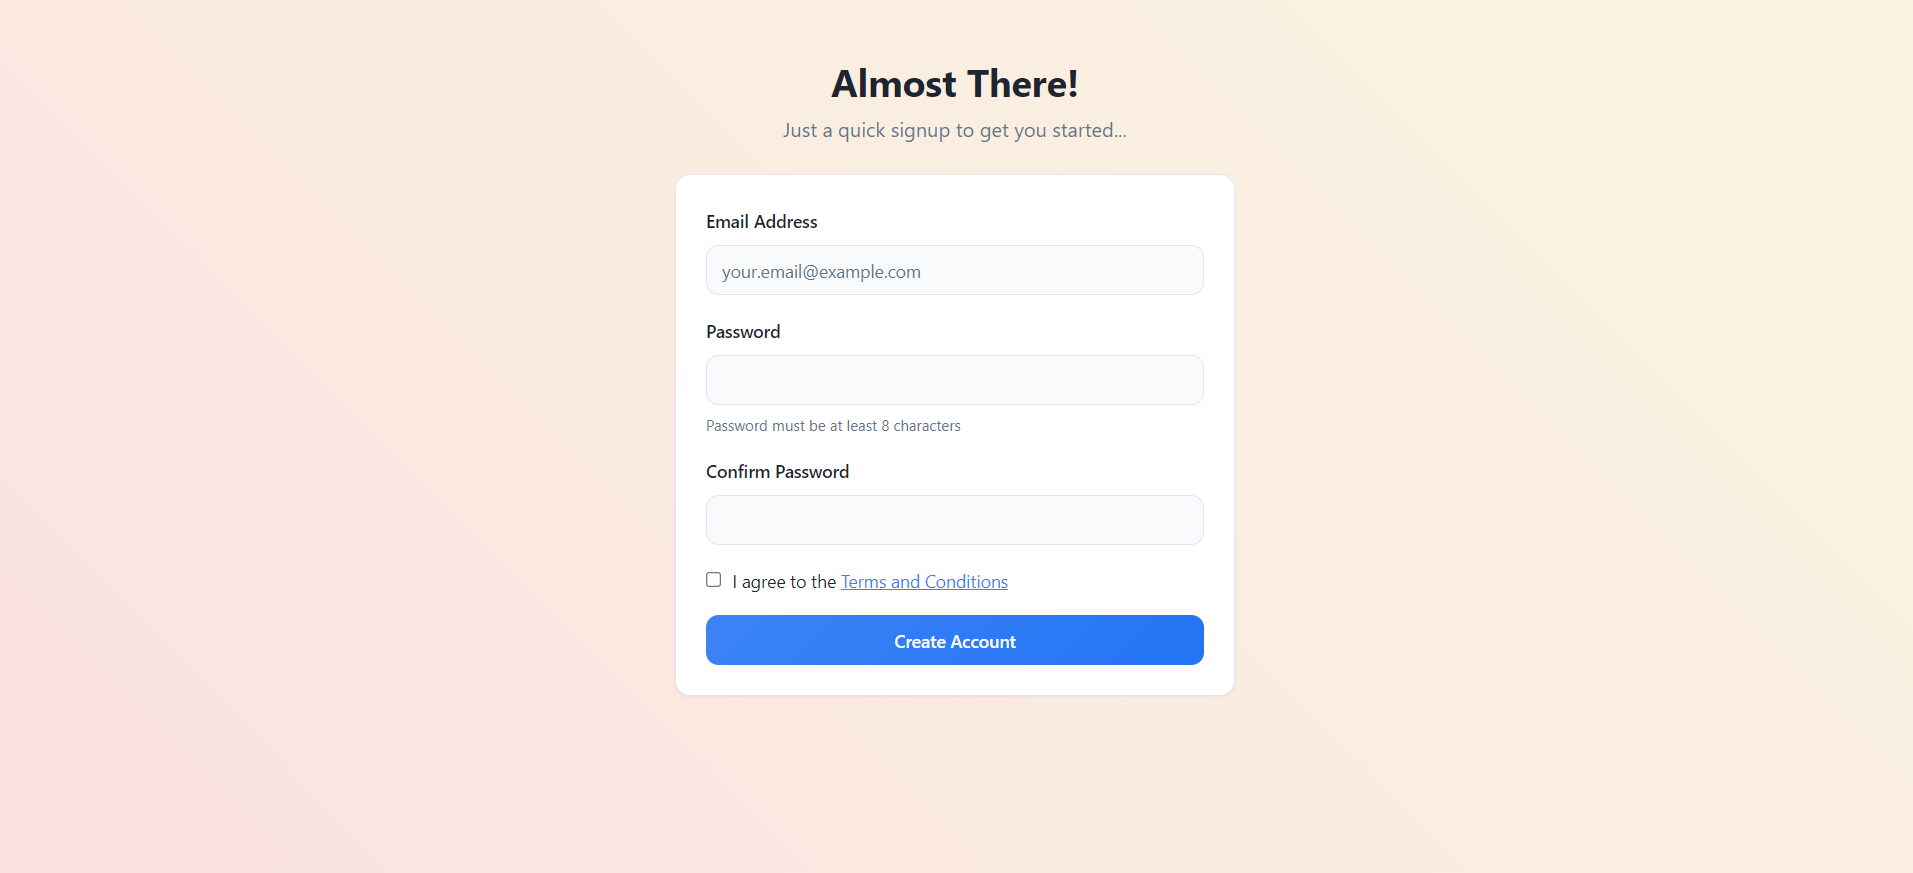 Almost There!
Just a quick signup to get you started...
Email Address
your.email@example.com
Password
Password must be at least 8 characters
Confirm Password
I agree to the Terms and Conditions
Create Account